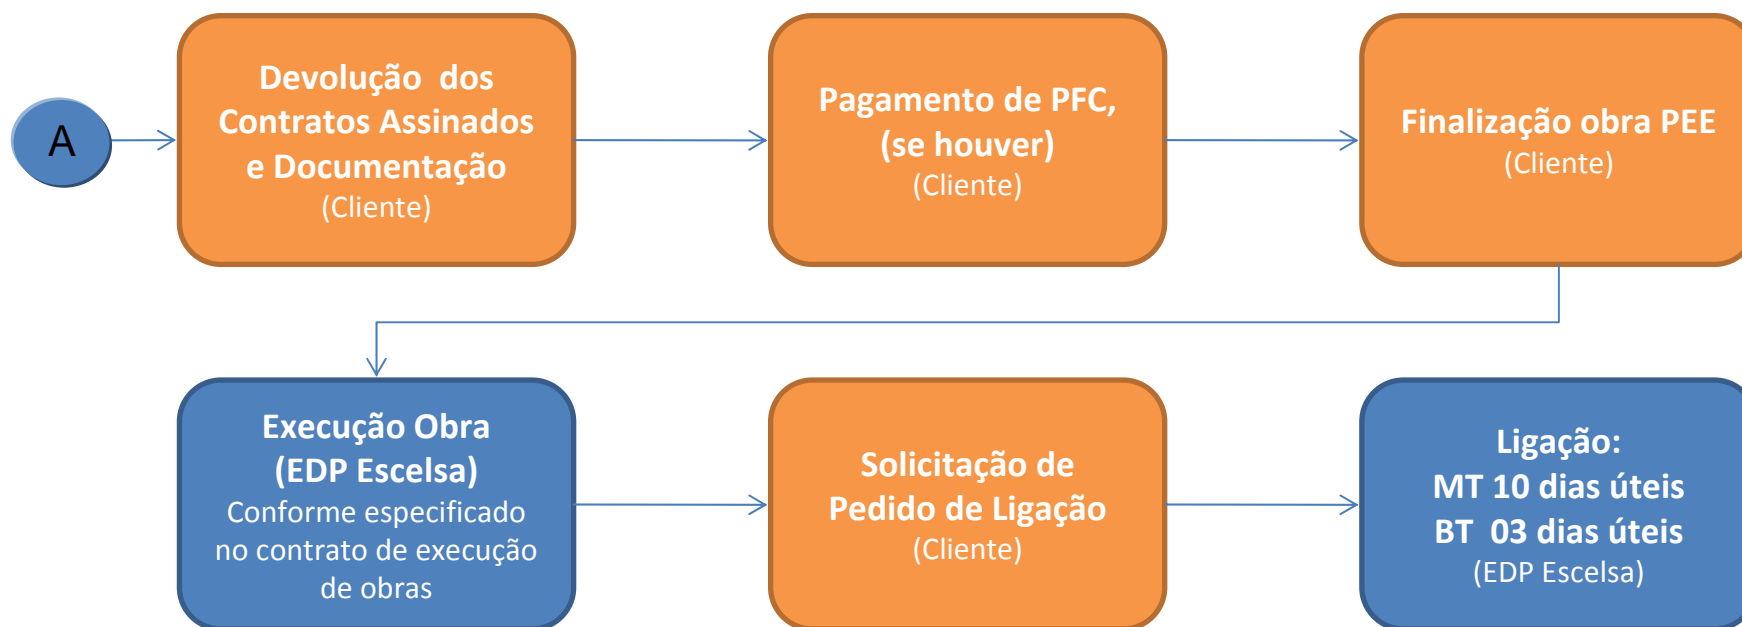 A
Devolução dos
Contratos Assinados
e Documentação
(Cliente)
Pagamento de PFC,
(se houver)
(Cliente)
Finalização obra PEE
(Cliente)
Execução Obra
(EDP Escelsa)
Conforme especificado
no contrato de execução
de obras
Solicitação de
Pedido de Ligação
(Cliente)
Ligação:
MT 10 dias úteis
BT 03 dias úteis
(EDP Escelsa)